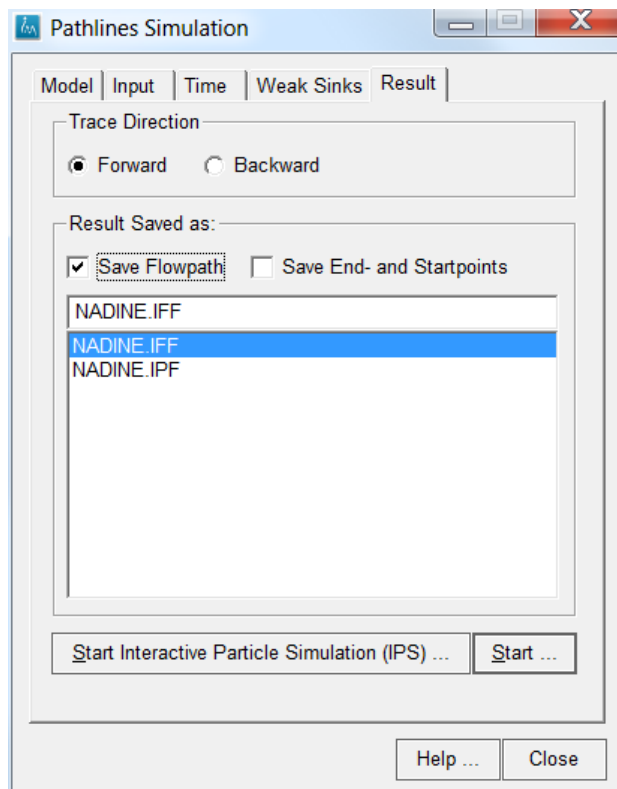 Pathlines Simulation
Model Input Time Weak Sinks Result
Trace Direction
Forward Backward
Result Saved as:
Save Flowpath Save End- and Startpoints
NADINE.IFF
NADINE.IFF
NADINE.IPF
Start Interactive Particle Simulation (IPS) ... Start ...
Help ... Close